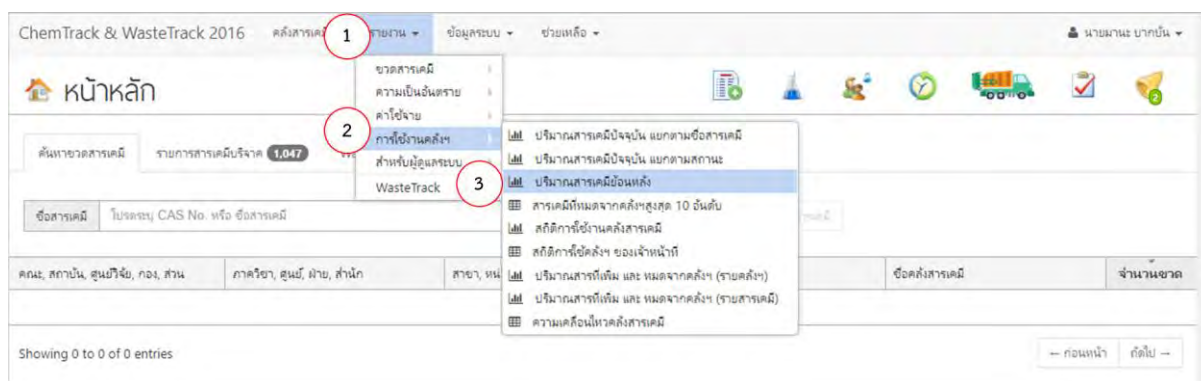 ChemTrack & WasteTrack 2016 คลังสารเคมี 1 รายงาน ข้อมูลระบบ ช่วยเหลือ นายมานะ บากบั่น
หน้าหลัก
2
ขวดสารเคมี
ความเป็นอันตราย
ค่าใช้จ่าย
2 การใช้งานคลังฯ
สำหรับผู้ดูแลระบบ
WasteTrack
ปริมาณสารเคมีปัจจุบัน แยกตามชื่อสารเคมี
ปริมาณสารเคมีปัจจุบัน แยกตามสถานะ
3 ปริมาณสารเคมีย้อนหลัง
สารเคมีที่หมดจากคลังฯสูงสุด 10 อันดับ
สถิติการใช้งานคลังสารเคมี
สถิติการใช้คลังฯ ของเจ้าหน้าที่
ปริมาณสารที่เพิ่ม และ หมดจากคลังฯ (รายคลังฯ)
ปริมาณสารที่เพิ่ม และ หมดจากคลังฯ (รายสารเคมี)
ความเคลื่อนไหวคลังสารเคมี
ค้นหาขวดสารเคมี รายการสารเคมีบริจาค 1,047
ชื่อสารเคมี โปรดระบุ CAS No. หรือ ชื่อสารเคมี
คณะ, สถาบัน, ศูนย์วิจัย, กอง, ส่วน ภาควิชา, ศูนย์, ฝ่าย, สำนัก สาขา, ชื่อคลังสารเคมี จำนวนขวด
Showing 0 to 0 of 0 entries ← ก่อนหน้า ถัดไป →